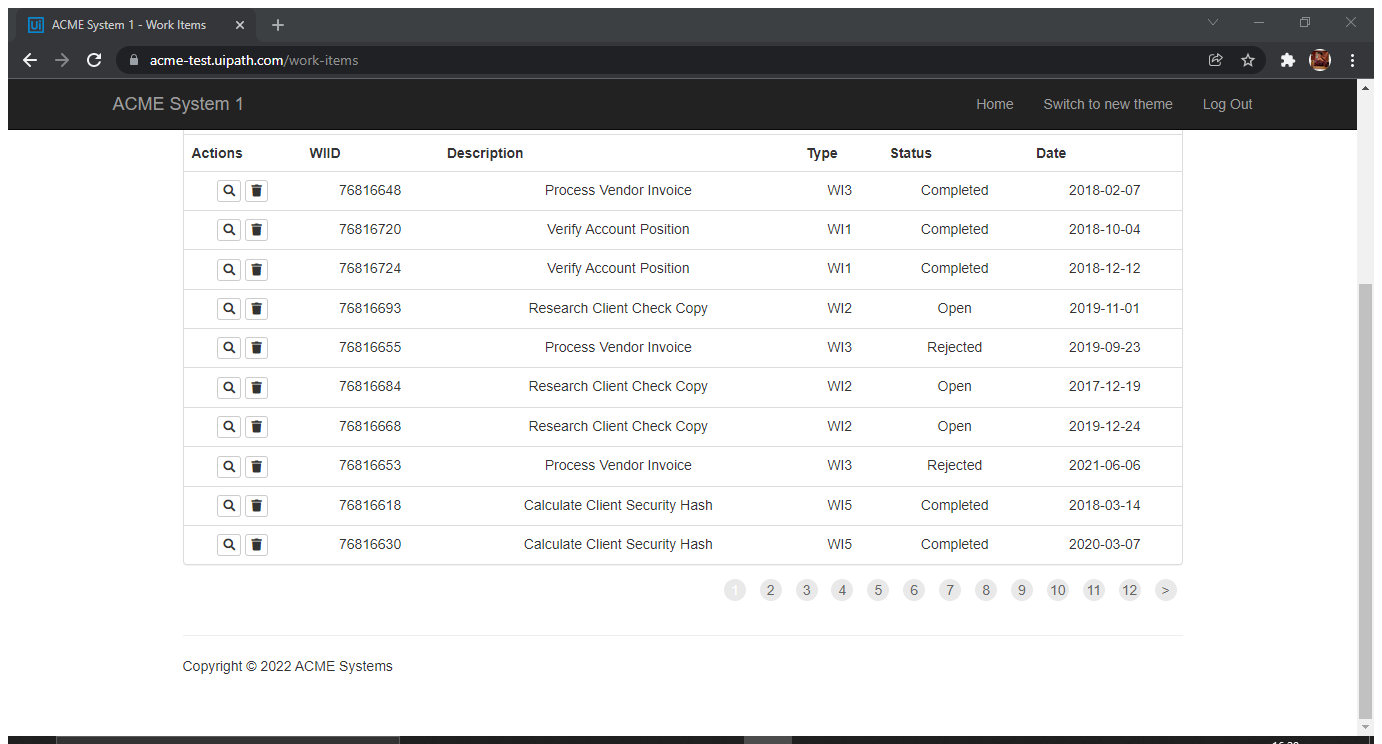 Ui ACME System 1 - Work Items
acme-test.uipath.com/work-items
ACME System 1 Home Switch to new theme Log Out
Actions WIID Description Type Status Date
76816648 Process Vendor Invoice WI3 Completed 2018-02-07
76816720 Verify Account Position WI1 Completed 2018-10-04
76816724 Verify Account Position WI1 Completed 2018-12-12
76816693 Research Client Check Copy WI2 Open 2019-11-01
76816655 Process Vendor Invoice WI3 Rejected 2019-09-23
76816684 Research Client Check Copy WI2 Open 2017-12-19
76816668 Research Client Check Copy WI2 Open 2019-12-24
76816653 Process Vendor Invoice WI3 Rejected 2021-06-06
76816618 Calculate Client Security Hash WI5 Completed 2018-03-14
76816630 Calculate Client Security Hash WI5 Completed 2020-03-07
1 2 3 4 5 6 7 8 9 10 11 12 >
Copyright © 2022 ACME Systems